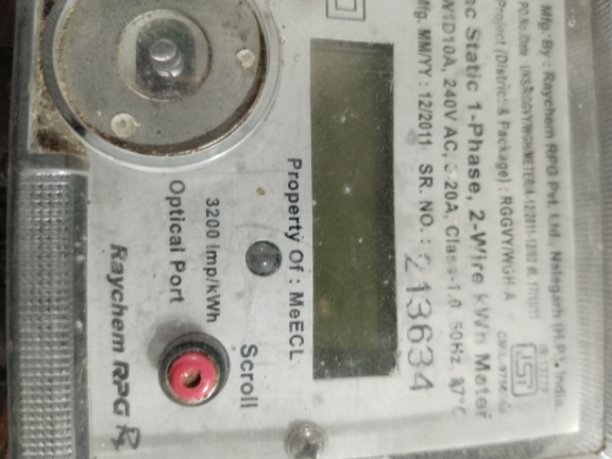 Mfg. By : Raychem RPG Pvt. Ltd., Nalagarh (H.P.), India.
Project (District & Package) : RGGVY/WGH A
ac Static 1-Phase, 2-Wire kWh Meter
240V AC, 5-20A, Class-1.0 50Hz
Mfg. MM/YY : 12/2011 SR. NO. : 213634
Property Of : MeECL
Scroll
3200 imp/kWh
Optical Port
Raychem RPG